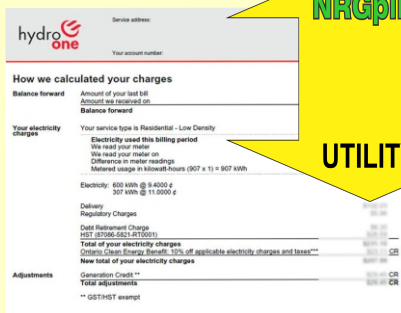 NRGpil
hydro
one
Service address:
Your account number:
How we calculated your charges
Balance forward Amount of your last bill
Amount we received on
Balance forward
Your electricity charges Your service type is Residential - Low Density
Electricity used this billing period
We read your meter
We read your meter on
Difference in meter readings
Metered usage in kilowatt-hours (907 x 1) = 907 kWh
UTILIT
Electricity: 600 kWh @ 9.4000 ¢
307 kWh @ 11.0000 ¢
Delivery
Regulatory Charges
Debt Retirement Charge
HST (87086-5821-RT0001)
Total of your electricity charges
Ontario Clean Energy Benefit: 10% off applicable electricity charges and taxes*** CR
New total of your electricity charges
Adjustments Generation Credit ** CR
Total adjustments CR
** GST/HST exempt